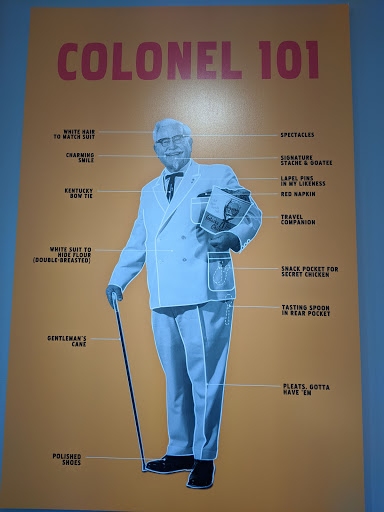 COLONEL 101
WHITE HAIR
TO MATCH SUIT
CHARMING
SMILE
KENTUCKY
BOW TIE
WHITE SUIT TO
HIDE FLOUR
(DOUBLE-BREASTED)
GENTLEMAN'S
CANE
POLISHED
SHOES
SPECTACLES
SIGNATURE
STACHE & GOATEE
LAPEL PINS
IN MY LIKENESS
RED NAPKIN
TRAVEL
COMPANION
SNACK POCKET FOR
SECRET CHICKEN
TASTING SPOON
IN REAR POCKET
PLEATS. GOTTA
HAVE 'EM